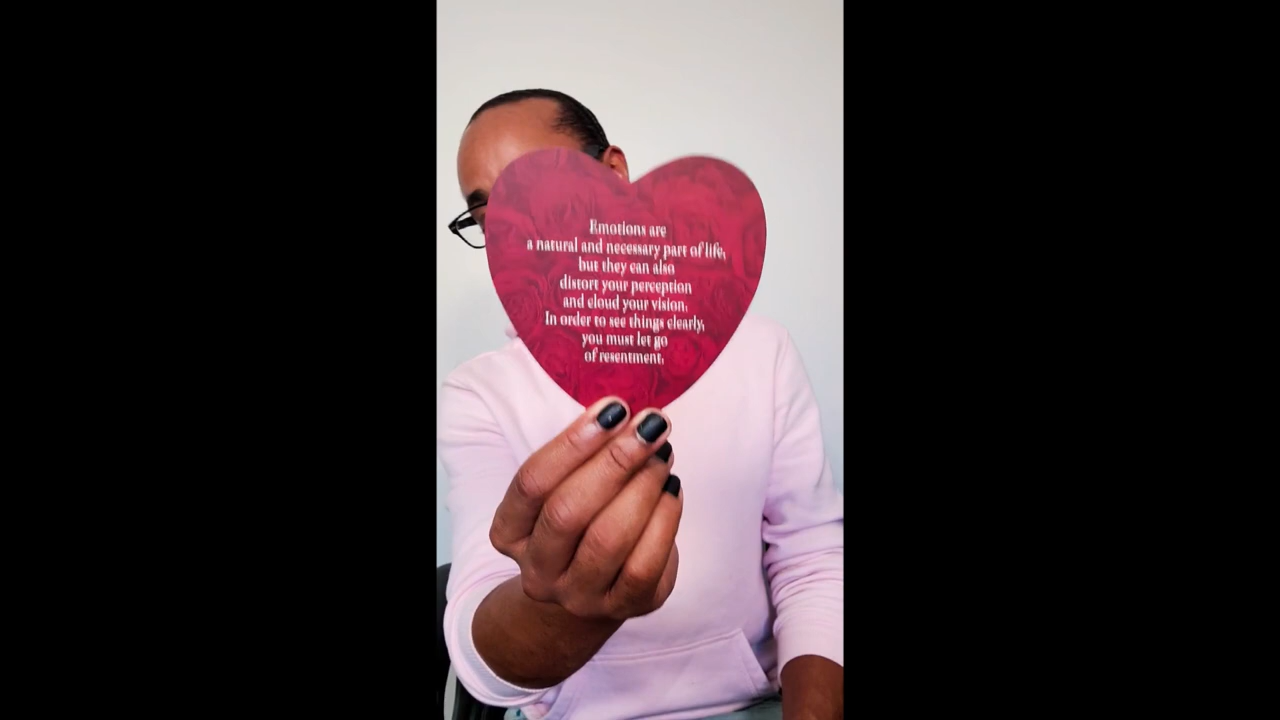 Emotions are
a natural and necessary part of life,
but they can also
distort your perception
and cloud your vision.
In order to see things clearly,
you must let go
of resentment.